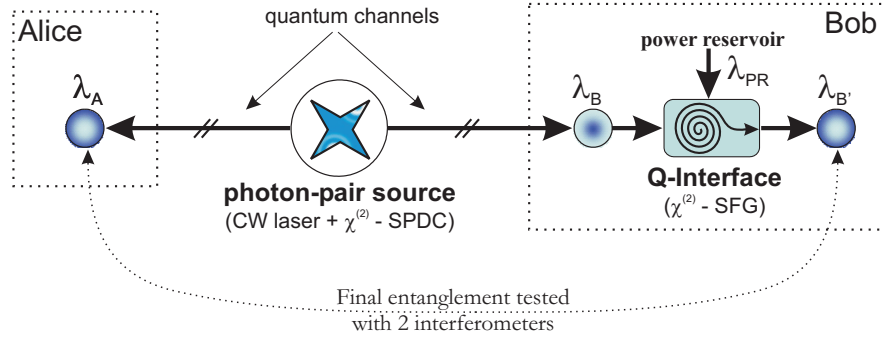 quantum channels
Alice
Bob
power reservoir
λPR
λA
λB
λB'
photon-pair source
(CW laser + χ(2) - SPDC)
Q-Interface
(χ(2) - SFG)
Final entanglement tested
with 2 interferometers